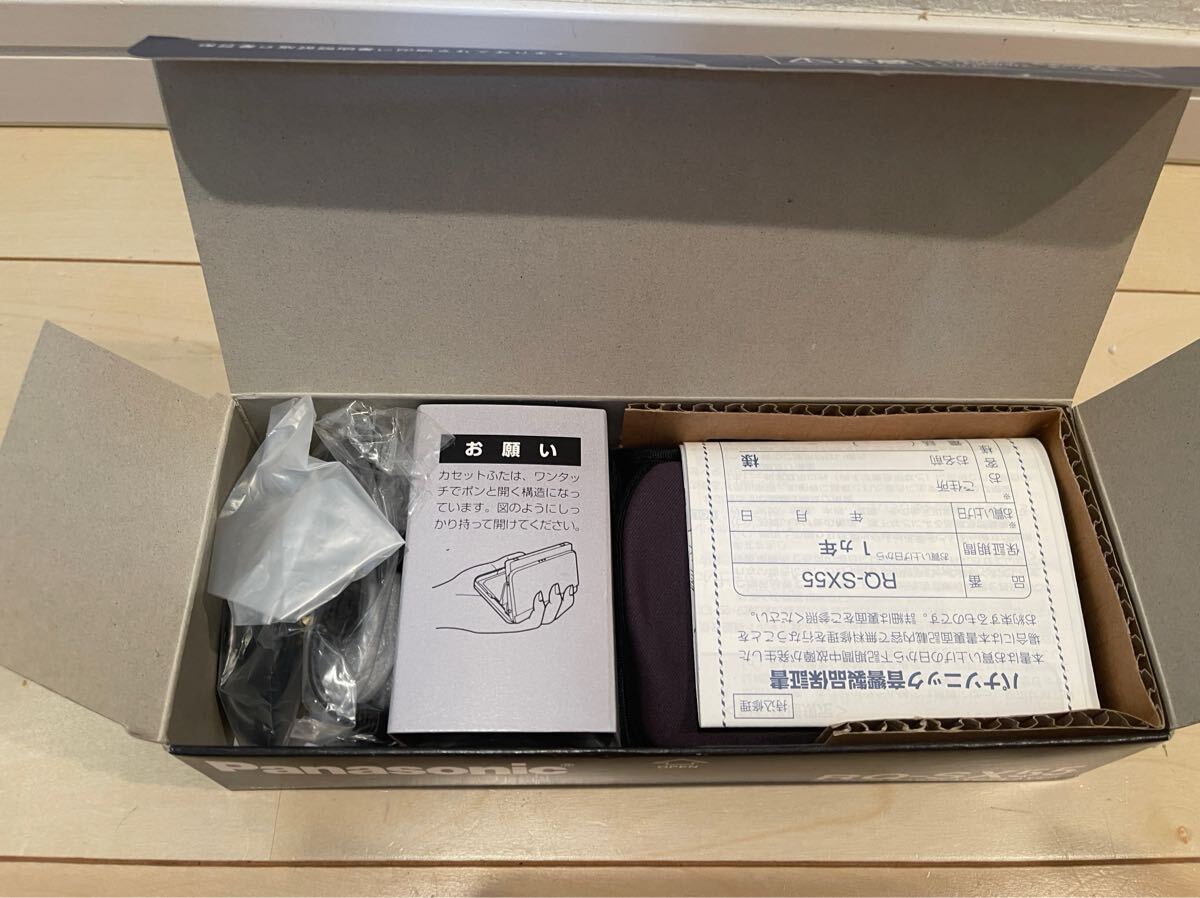 お願い
カセットふたは、ワンタッ
チでポンと開く構造になっ
ています。図のようにしっ
かり持って開けてください。
持込修理
パナソニック音響製品保証書
本書はお買い上げの日から下記期間中故障が発生した
場合には本書裏面記載内容で無料修理を行なうことを
お約束するものです。詳細は裏面をご参照ください。
品番 RQ-SX55
保証期間 お買い上げ日から 1ヵ年
※お買い上げ日 年 月 日
※お客様
ご住所
お名前 様
電話( )
Panasonic
OPEN
RQ-SX55